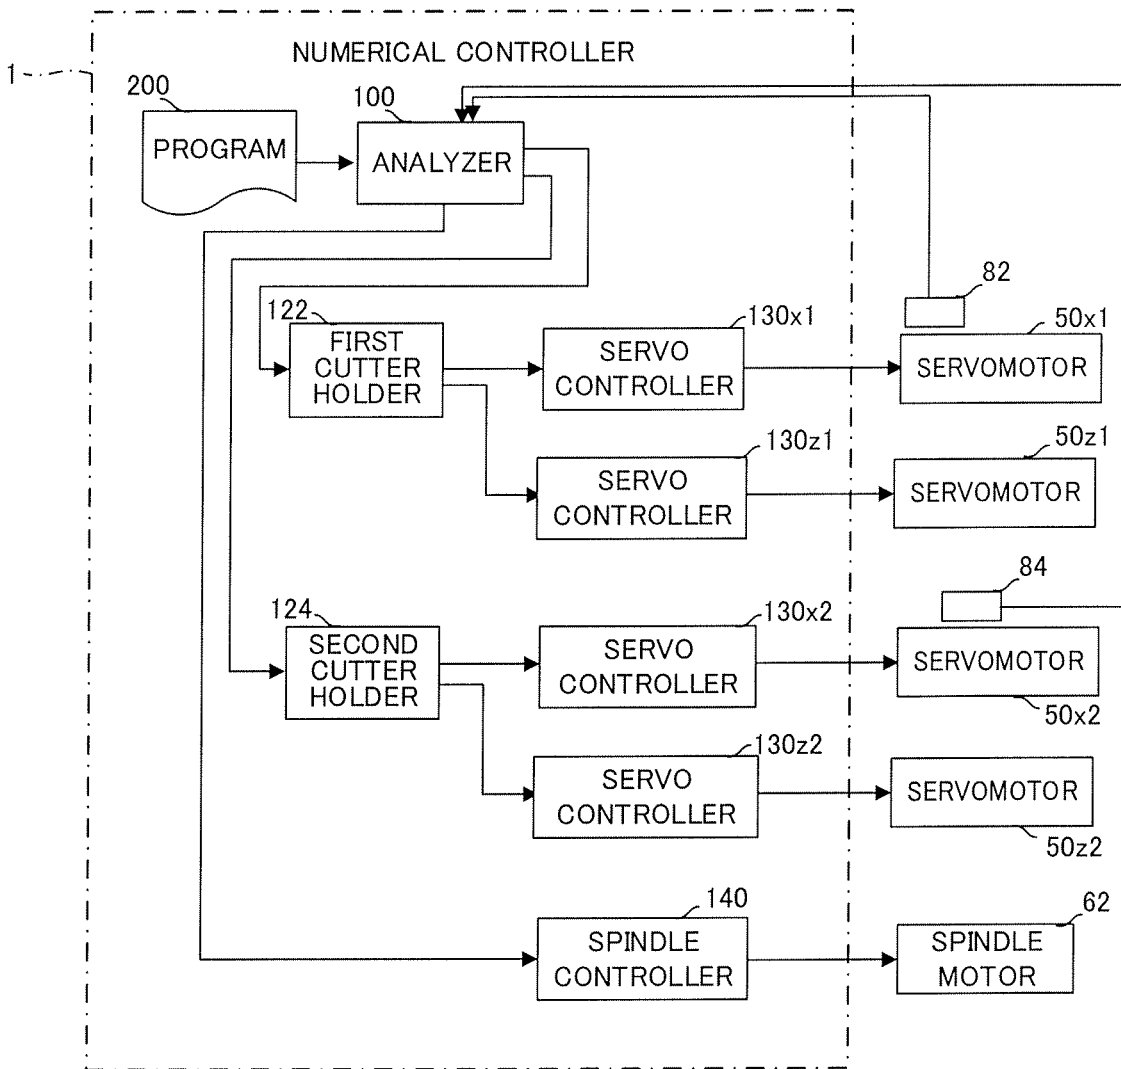 NUMERICAL CONTROLLER
1
200
100
PROGRAM
ANALYZER
82
122
130x1
50x1
FIRST
CUTTER
HOLDER
SERVO
CONTROLLER
SERVOMOTOR
130z1
50z1
SERVO
CONTROLLER
SERVOMOTOR
84
124
130x2
SECOND
CUTTER
HOLDER
SERVO
CONTROLLER
SERVOMOTOR
50x2
130z2
SERVO
CONTROLLER
SERVOMOTOR
50z2
140
62
SPINDLE
CONTROLLER
SPINDLE
MOTOR